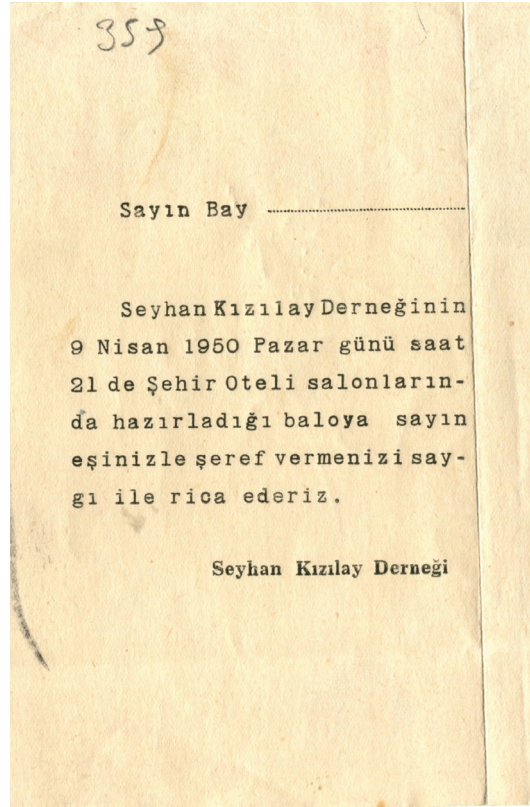 359
Sayın Bay
Seyhan Kızılay Derneğinin
9 Nisan 1950 Pazar günü saat
21 de Şehir Oteli salonların-
da hazırladığı baloya sayın
eşinizle şeref vermenizi say-
gı ile rica ederiz.
Seyhan Kızılay Derneği